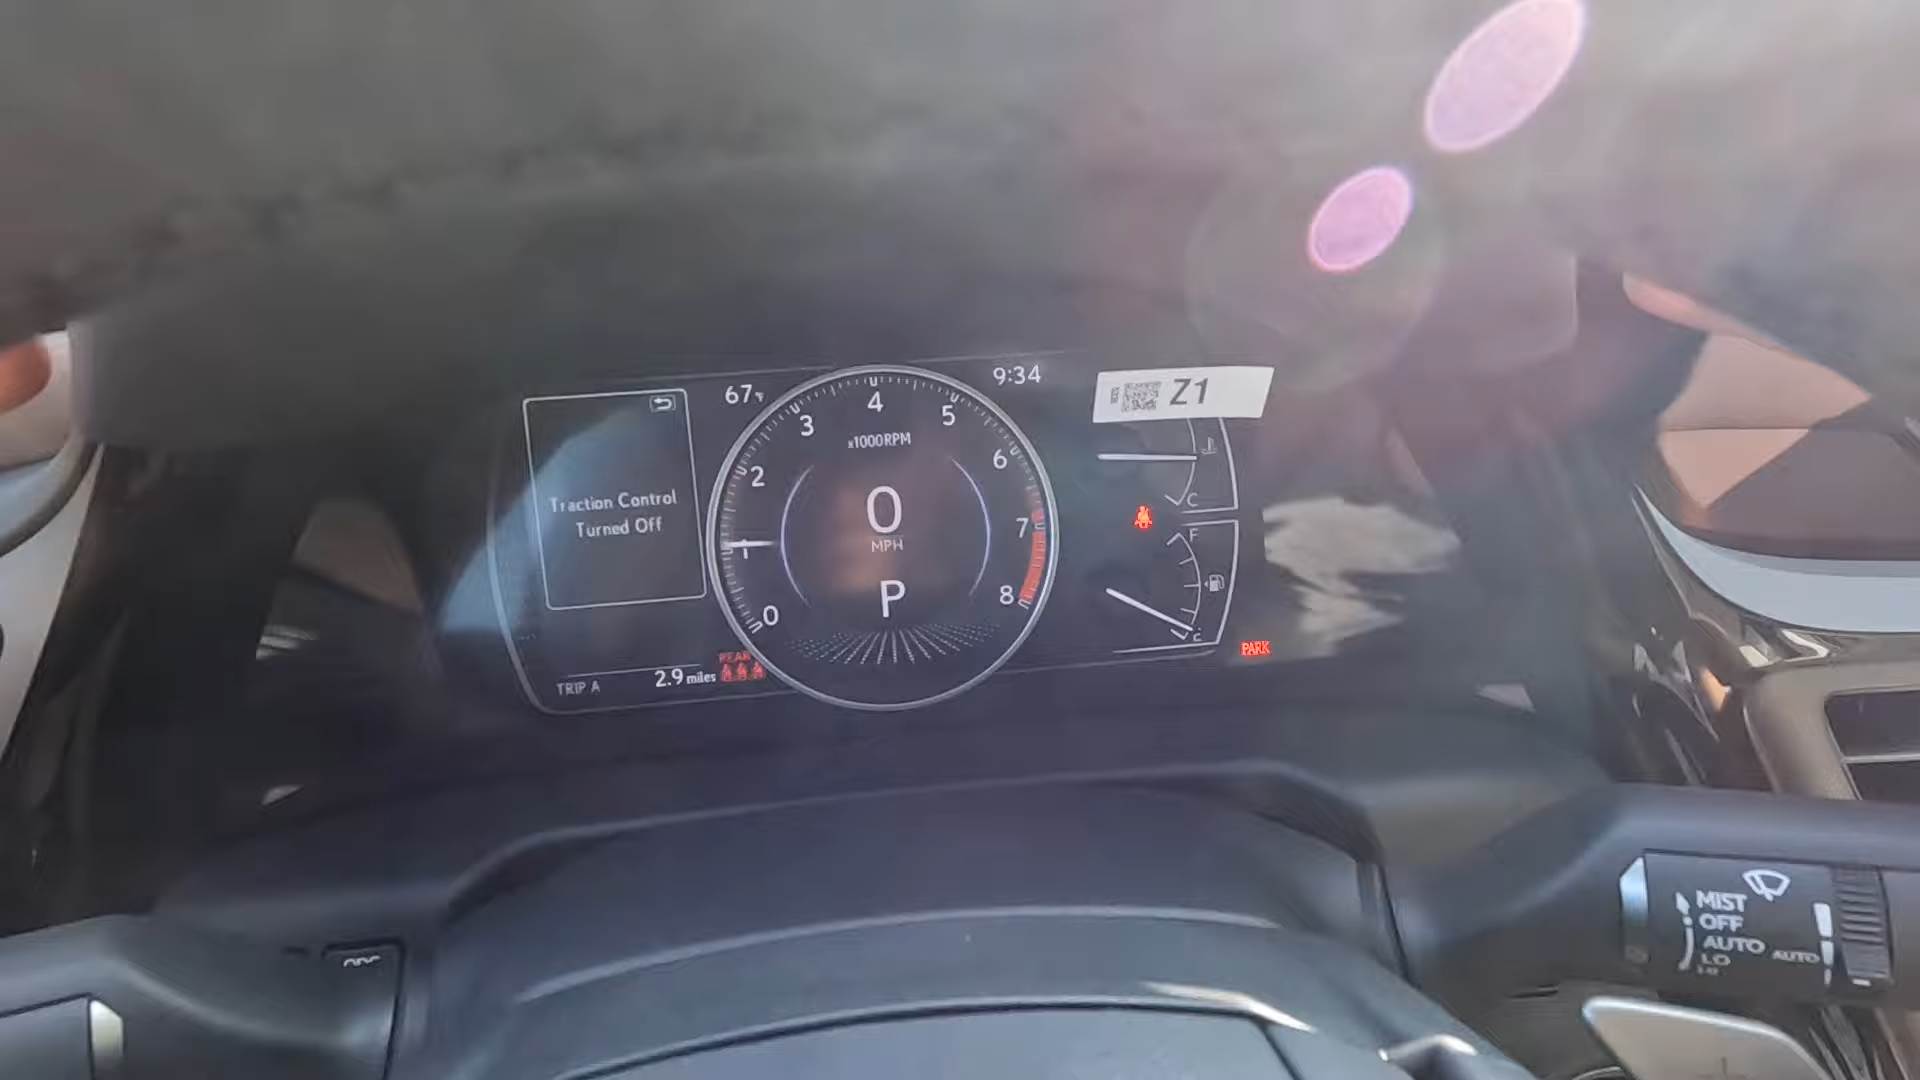 67°F
9:34
Z1
Traction Control
Turned Off
0
1
2
3
4
5
6
7
8
x1000RPM
0
MPH
P
C
F
TRIP A
2.9 miles
REAR
PARK
MIST
OFF
AUTO
LO
AUTO